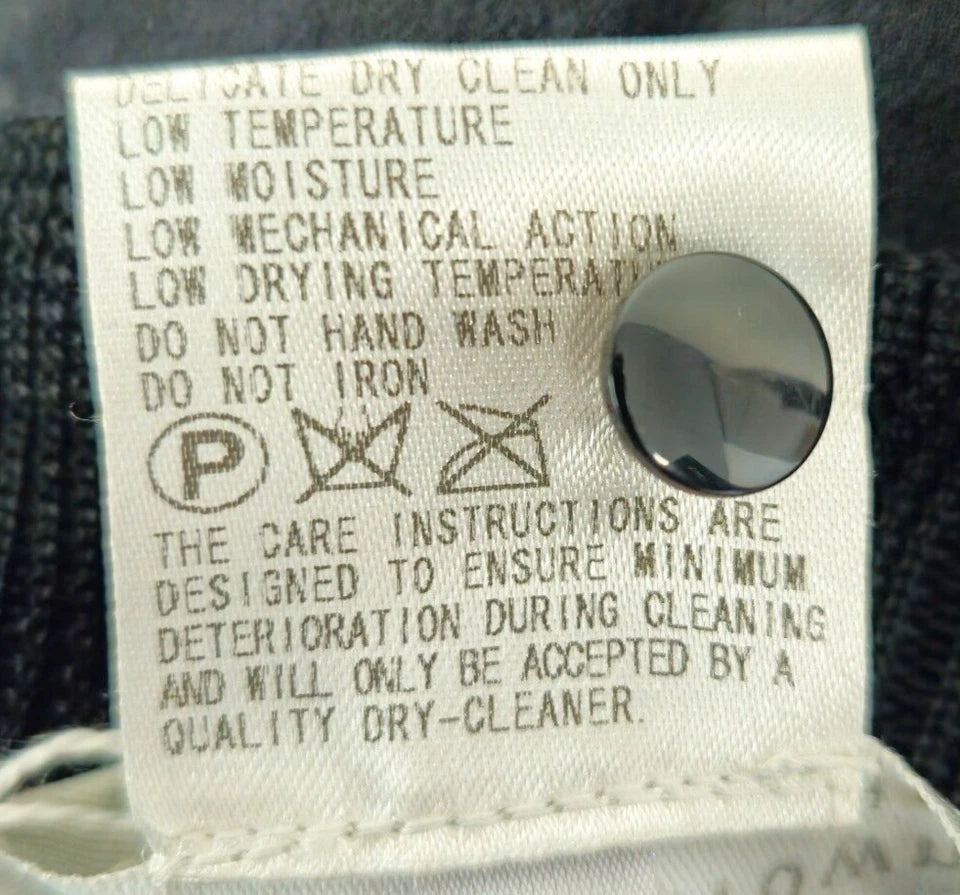 DELICATE DRY CLEAN ONLY
LOW TEMPERATURE
LOW MOISTURE
LOW MECHANICAL ACTION
LOW DRYING
DO NOT HAND WASH
DO NOT IRON
P
THE CARE INSTRUCTIONS ARE
DESIGNED TO ENSURE MINIMUM
DETERIORATION DURING CLEANING
AND WILL ONLY BE ACCEPTED BY A
QUALITY DRY-CLEANER.